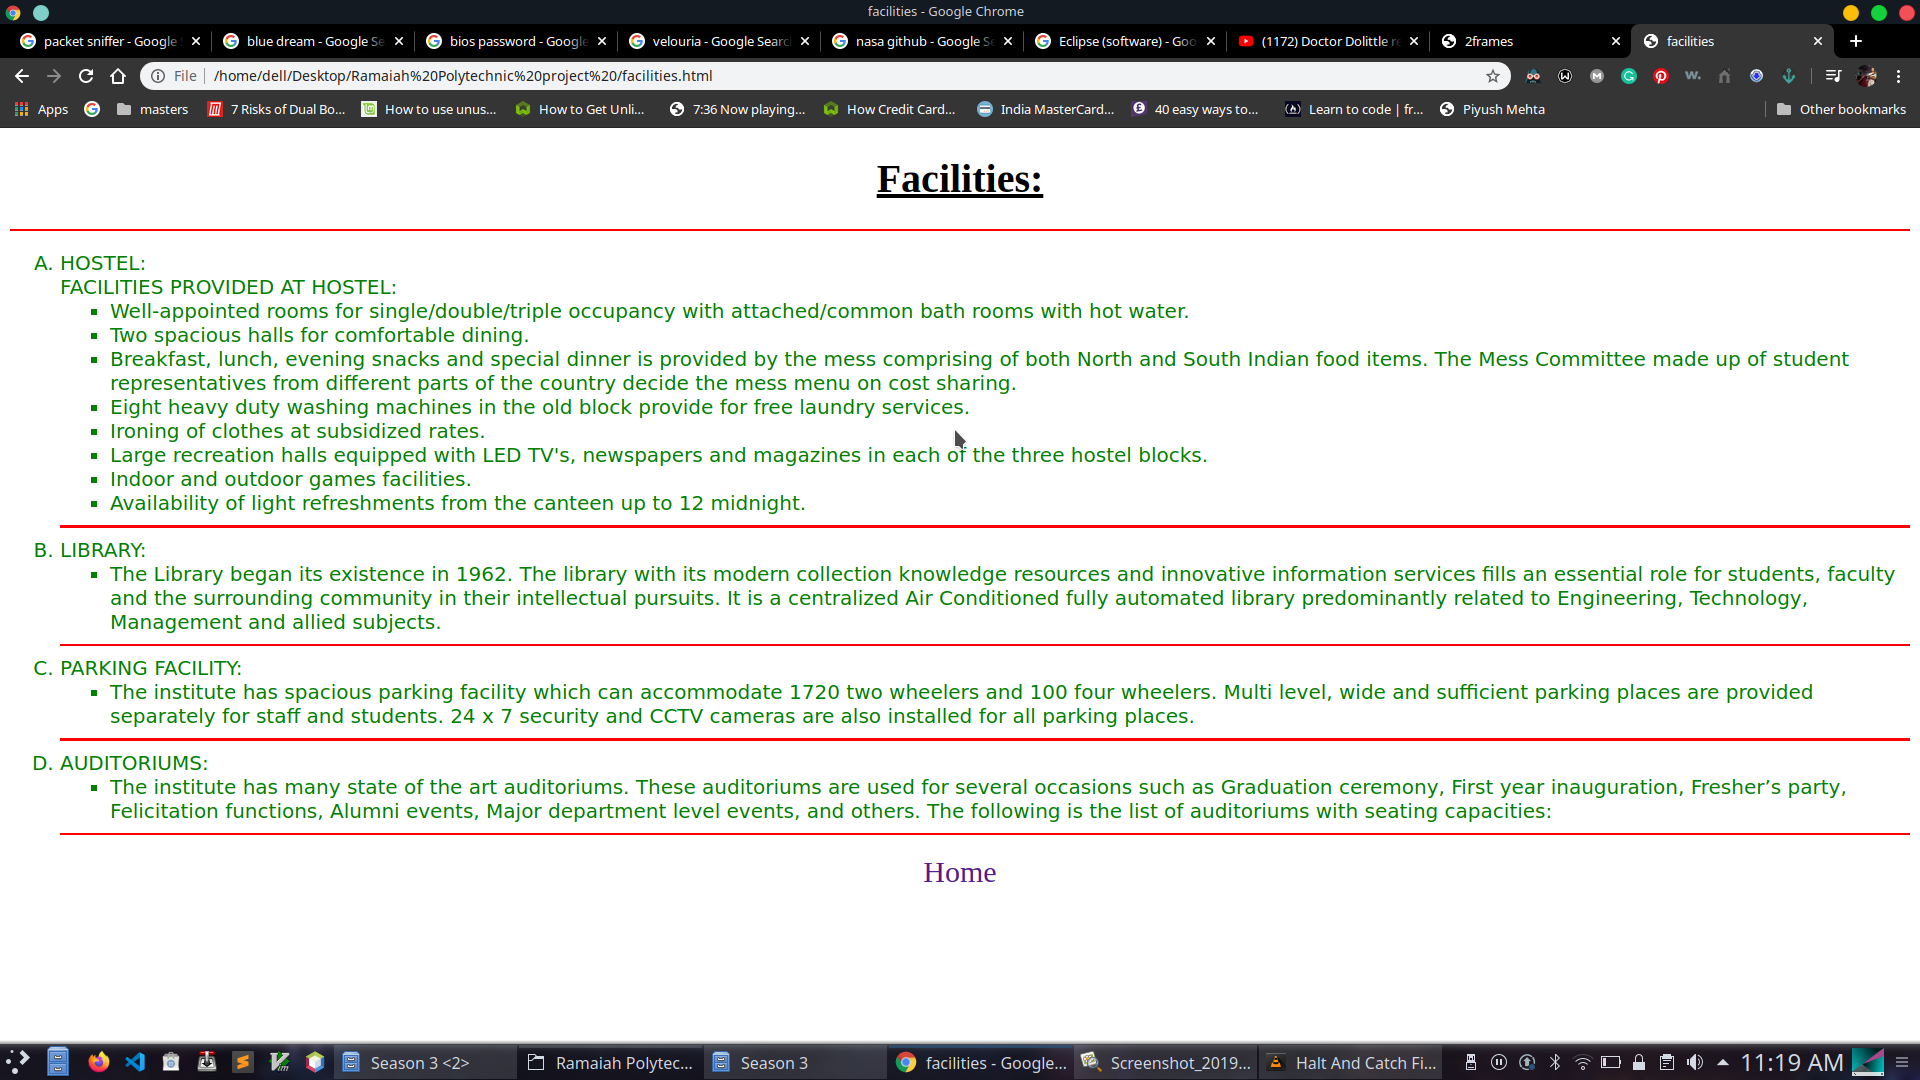 facilities - Google Chrome
packet sniffer - Google
blue dream - Google Se
bios password - Google
velouria - Google Searc
nasa github - Google Se
Eclipse (software) - Goo
(1172) Doctor Dolittle
2frames
facilities
File
/home/dell/Desktop/Ramaiah%20Polytechnic%20project%20/facilities.html
Apps
masters
7 Risks of Dual Bo...
How to use unus...
How to Get Unli...
7:36 Now playing...
How Credit Card...
India MasterCard...
40 easy ways to...
Learn to code | fr...
Piyush Mehta
Other bookmarks
Facilities:
A. HOSTEL:
FACILITIES PROVIDED AT HOSTEL:
Well-appointed rooms for single/double/triple occupancy with attached/common bath rooms with hot water.
Two spacious halls for comfortable dining.
Breakfast, lunch, evening snacks and special dinner is provided by the mess comprising of both North and South Indian food items. The Mess Committee made up of student
representatives from different parts of the country decide the mess menu on cost sharing.
Eight heavy duty washing machines in the old block provide for free laundry services.
Ironing of clothes at subsidized rates.
Large recreation halls equipped with LED TV's, newspapers and magazines in each of the three hostel blocks.
Indoor and outdoor games facilities.
Availability of light refreshments from the canteen up to 12 midnight.
B. LIBRARY:
The Library began its existence in 1962. The library with its modern collection knowledge resources and innovative information services fills an essential role for students, faculty
and the surrounding community in their intellectual pursuits. It is a centralized Air Conditioned fully automated library predominantly related to Engineering, Technology,
Management and allied subjects.
C. PARKING FACILITY:
The institute has spacious parking facility which can accommodate 1720 two wheelers and 100 four wheelers. Multi level, wide and sufficient parking places are provided
separately for staff and students. 24 x 7 security and CCTV cameras are also installed for all parking places.
D. AUDITORIUMS:
The institute has many state of the art auditoriums. These auditoriums are used for several occasions such as Graduation ceremony, First year inauguration, Fresher’s party,
Felicitation functions, Alumni events, Major department level events, and others. The following is the list of auditoriums with seating capacities:
Home
Season 3 <2>
Ramaiah Polytec...
Season 3
facilities - Google...
Screenshot_2019...
Halt And Catch Fi...
11:19 AM